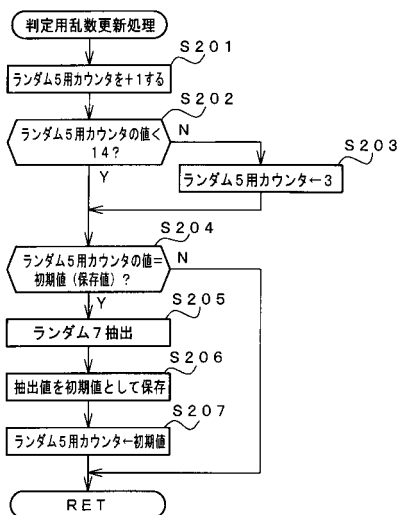 判定用乱数更新処理
S201
ランダム5用カウンタを+1する
S202
ランダム5用カウンタの値<
14?
N
Y
S203
ランダム5用カウンタ←3
S204
ランダム5用カウンタの値=
初期値(保存値)?
N
Y
S205
ランダム7抽出
S206
抽出値を初期値として保存
S207
ランダム5用カウンタ←初期値
RET